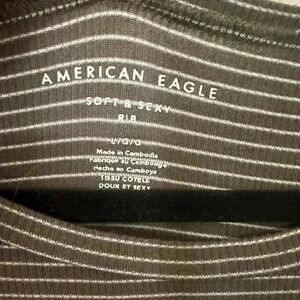 AMERICAN EAGLE
SOFT & SEXY
RIB
L/G/G
Made in Cambodia
Fabriqué au Cambodge
Hecho en Camboya
TISSU CÔTELÉ
DOUX ET SEXY